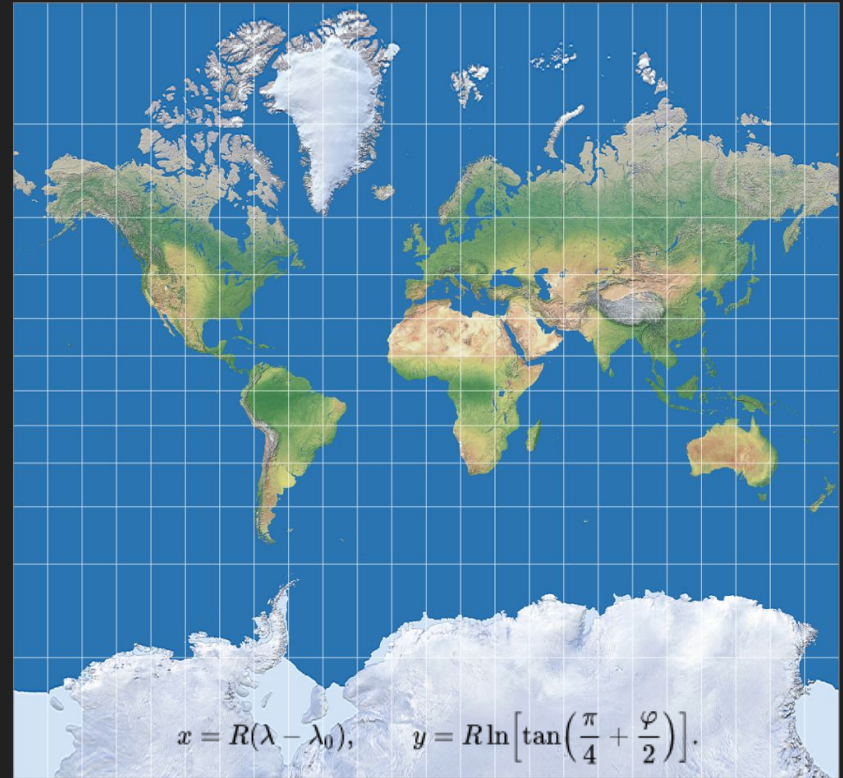 x = R(λ − λ₀),    y = R ln[tan(π/4 + φ/2)].